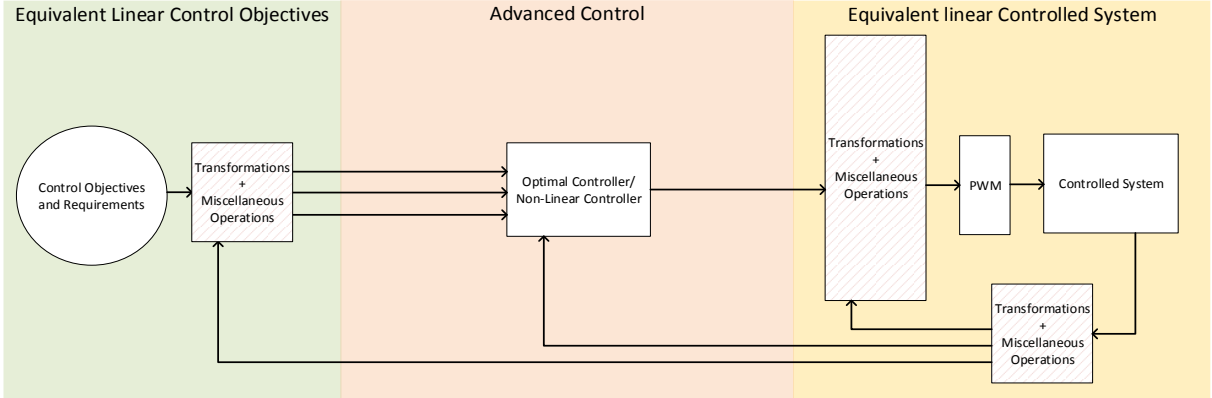 Equivalent Linear Control Objectives
Advanced Control
Equivalent linear Controlled System
Control Objectives
and Requirements
Transformations
+
Miscellaneous
Operations
Optimal Controller/
Non-Linear Controller
Transformations
+
Miscellaneous
Operations
PWM
Controlled System
Transformations
+
Miscellaneous
Operations